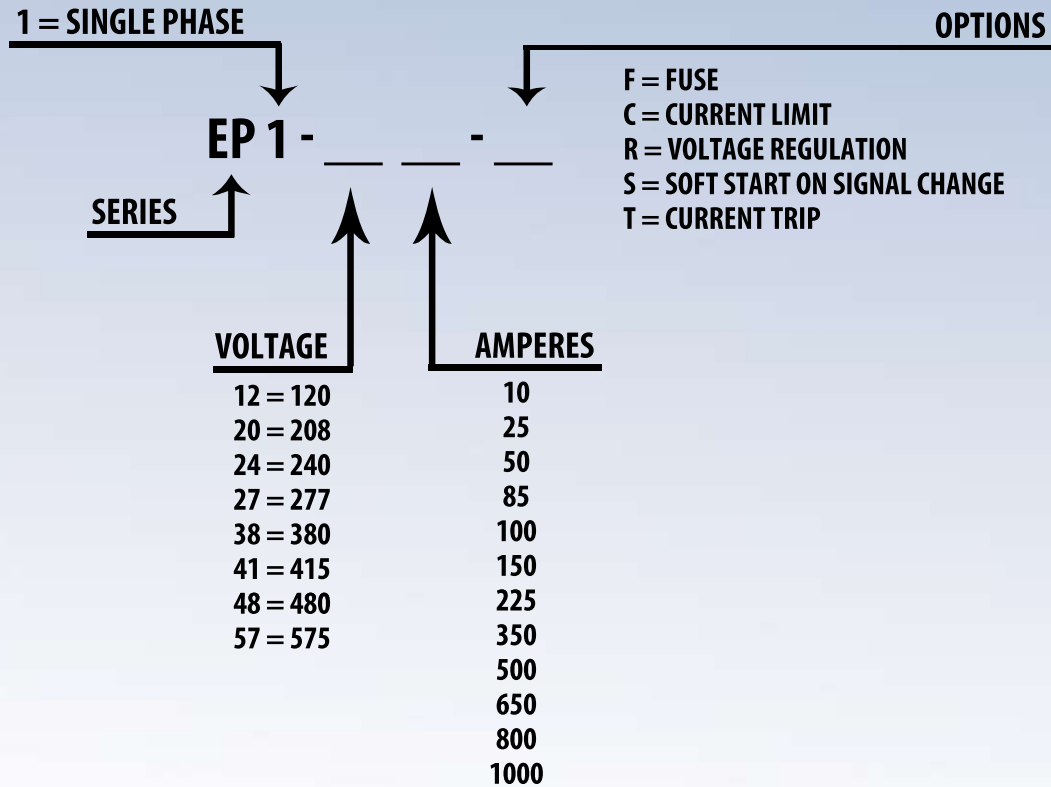 1 = SINGLE PHASE
OPTIONS
F = FUSE
C = CURRENT LIMIT
R = VOLTAGE REGULATION
S = SOFT START ON SIGNAL CHANGE
T = CURRENT TRIP
EP 1 - ___ ___ - ___
SERIES
VOLTAGE
12 = 120
20 = 208
24 = 240
27 = 277
38 = 380
41 = 415
48 = 480
57 = 575
AMPERES
10
25
50
85
100
150
225
350
500
650
800
1000